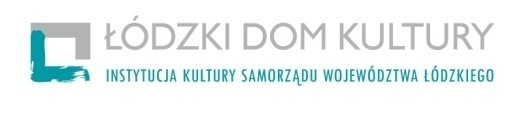 ŁÓDZKI DOM KULTURY
INSTYTUCJA KULTURY SAMORZĄDU WOJEWÓDZTWA ŁÓDZKIEGO